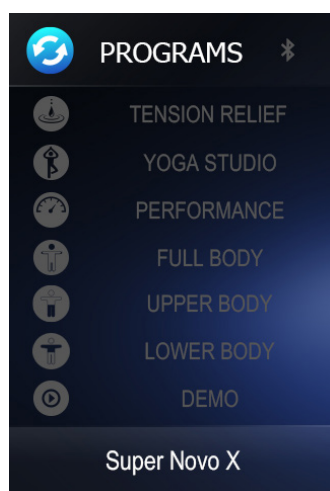 PROGRAMS
TENSION RELIEF
YOGA STUDIO
PERFORMANCE
FULL BODY
UPPER BODY
LOWER BODY
DEMO
Super Novo X